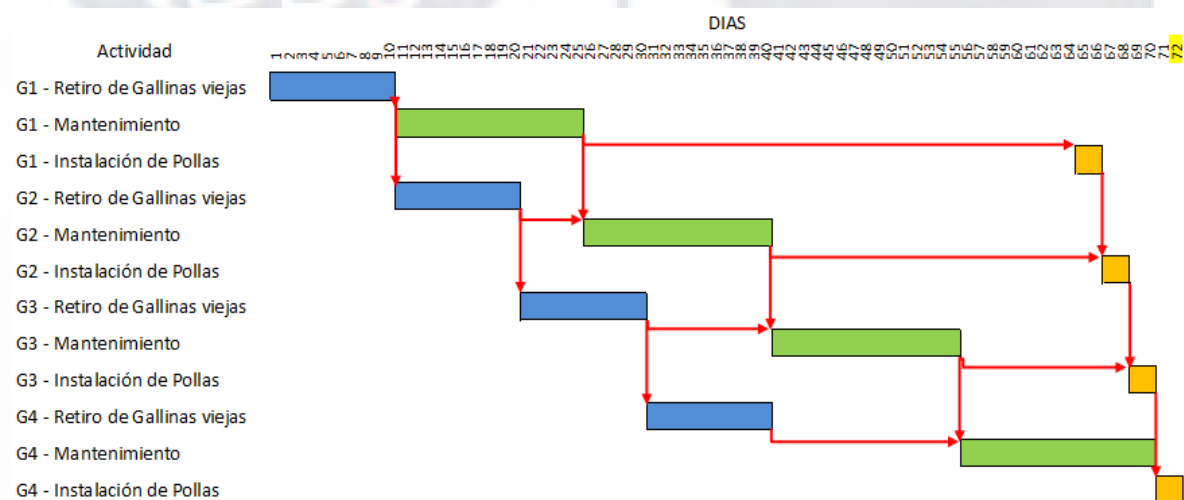 DIAS
Actividad 1 2 3 4 5 6 7 8 9 10 11 12 13 14 15 16 17 18 19 20 21 22 23 24 25 26 27 28 29 30 31 32 33 34 35 36 37 38 39 40 41 42 43 44 45 46 47 48 49 50 51 52 53 54 55 56 57 58 59 60 61 62 63 64 65 66 67 68 69 70 71 72
G1 - Retiro de Gallinas viejas
G1 - Mantenimiento
G1 - Instalación de Pollas
G2 - Retiro de Gallinas viejas
G2 - Mantenimiento
G2 - Instalación de Pollas
G3 - Retiro de Gallinas viejas
G3 - Mantenimiento
G3 - Instalación de Pollas
G4 - Retiro de Gallinas viejas
G4 - Mantenimiento
G4 - Instalación de Pollas